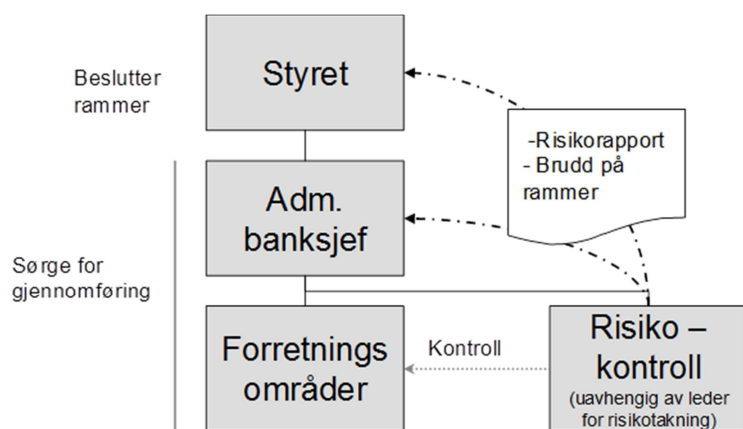 Beslutter
rammer
Styret
-Risikorapport
- Brudd på
rammer
Adm.
banksjef
Sørge for
gjennomføring
Forretnings
områder
Kontroll
Risiko –
kontroll
(uavhengig av leder
for risikotakning)